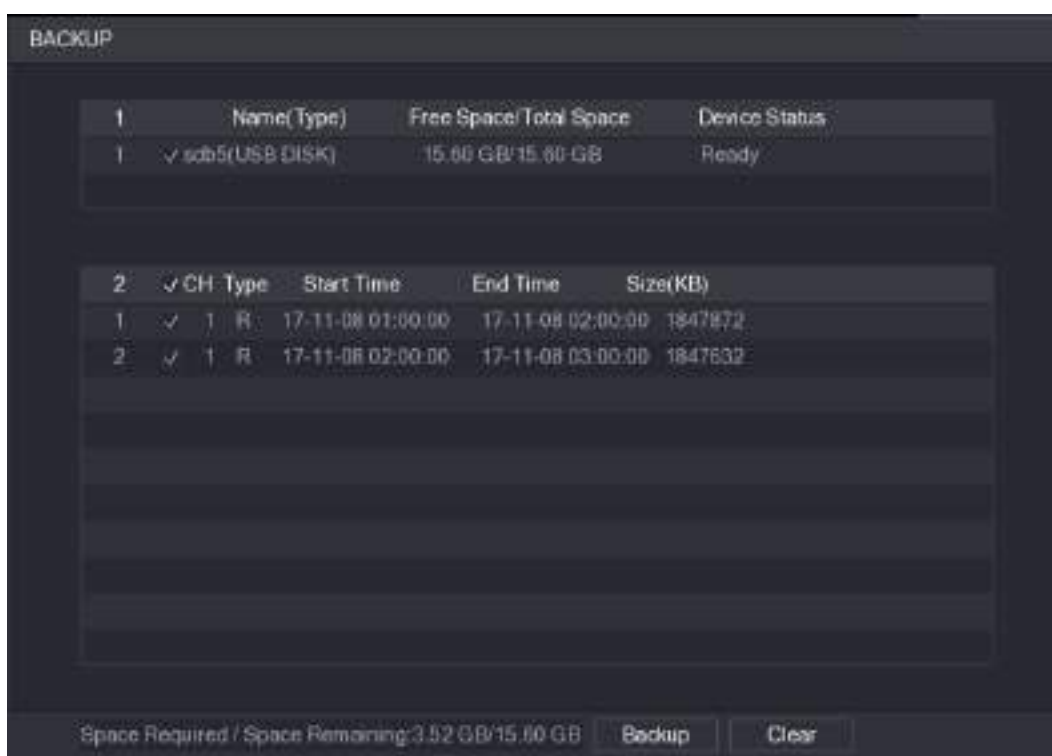 BACKUP
1 Name(Type) Free Space/Total Space Device Status
1 ✓ sdb5(USB DISK) 15.60 GB/15.60 GB Ready
2 ✓ CH Type Start Time End Time Size(KB)
1 ✓ 1 R 17-11-08 01:00:00 17-11-08 02:00:00 1847872
2 ✓ 1 R 17-11-08 02:00:00 17-11-08 03:00:00 1847632
Space Required / Space Remaining:3.52 GB/15.60 GB Backup Clear